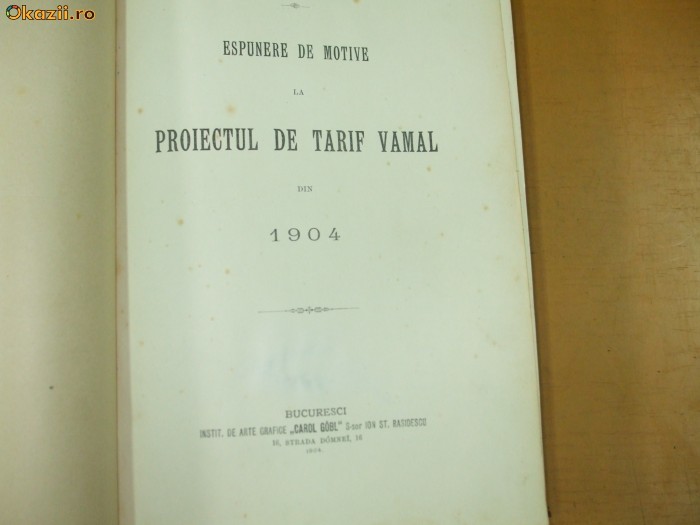 Okazii.ro
ESPUNERE DE MOTIVE
LA
PROIECTUL DE TARIF VAMAL
DIN
1904
BUCURESCI
INSTIT. DE ARTE GRAFICE „CAROL GÖBL" S-sor ION ST. RASIDESCU
16, STRADA DÓMNEI, 16
1904.